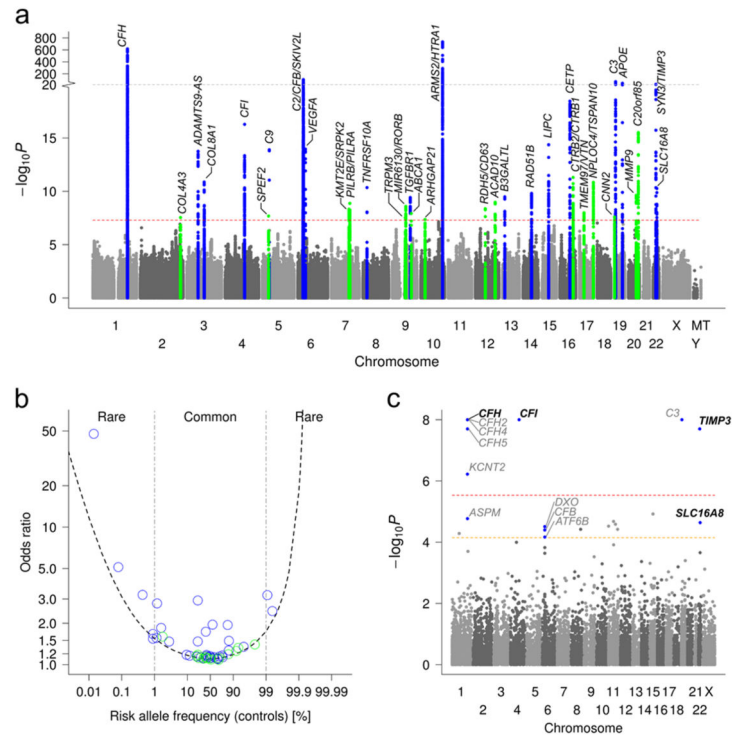 a
800
600
400
200
20
15
10
5
0
−log10P
CFH
COL4A3
ADAMTS9-AS
COL8A1
CFI
C9
SPEF2
C2/CFB/SKIV2L
VEGFA
KMT2E/SRPK2
PILRB/PILRA
TNFRSF10A
TRPM3
MIR6130/RORB
TGFBR1
ABCA1
ARHGAP21
ARMS2/HTRA1
RDH5/CD63
ACAD10
B3GALTL
RAD51B
LIPC
CETP
CTRB2/CTRB1
TMEM97/VTN
NPLOC4/TSPAN10
CNN2
C3
APOE
MMP9
C20orf85
SYN3/TIMP3
SLC16A8
1 3 5 7 9 11 13 15 17 19 21 X MT
2 4 6 8 10 12 14 16 18 20 22 Y
Chromosome
b
Rare Common Rare
50
20
10
5.0
3.0
2.0
1.5
1.2
1.0
Odds ratio
0.01 0.1 1 10 50 90 99 99.9 99.99
Risk allele frequency (controls) [%]
c
8
6
4
2
0
−log10P
CFH
CFH2
CFH4
CFH5
KCNT2
ASPM
CFI
DXO
CFB
ATF6B
C3
TIMP3
SLC16A8
1 3 5 7 9 11 13 15 17 21 X
2 4 6 8 10 12 14 16 18 22
Chromosome